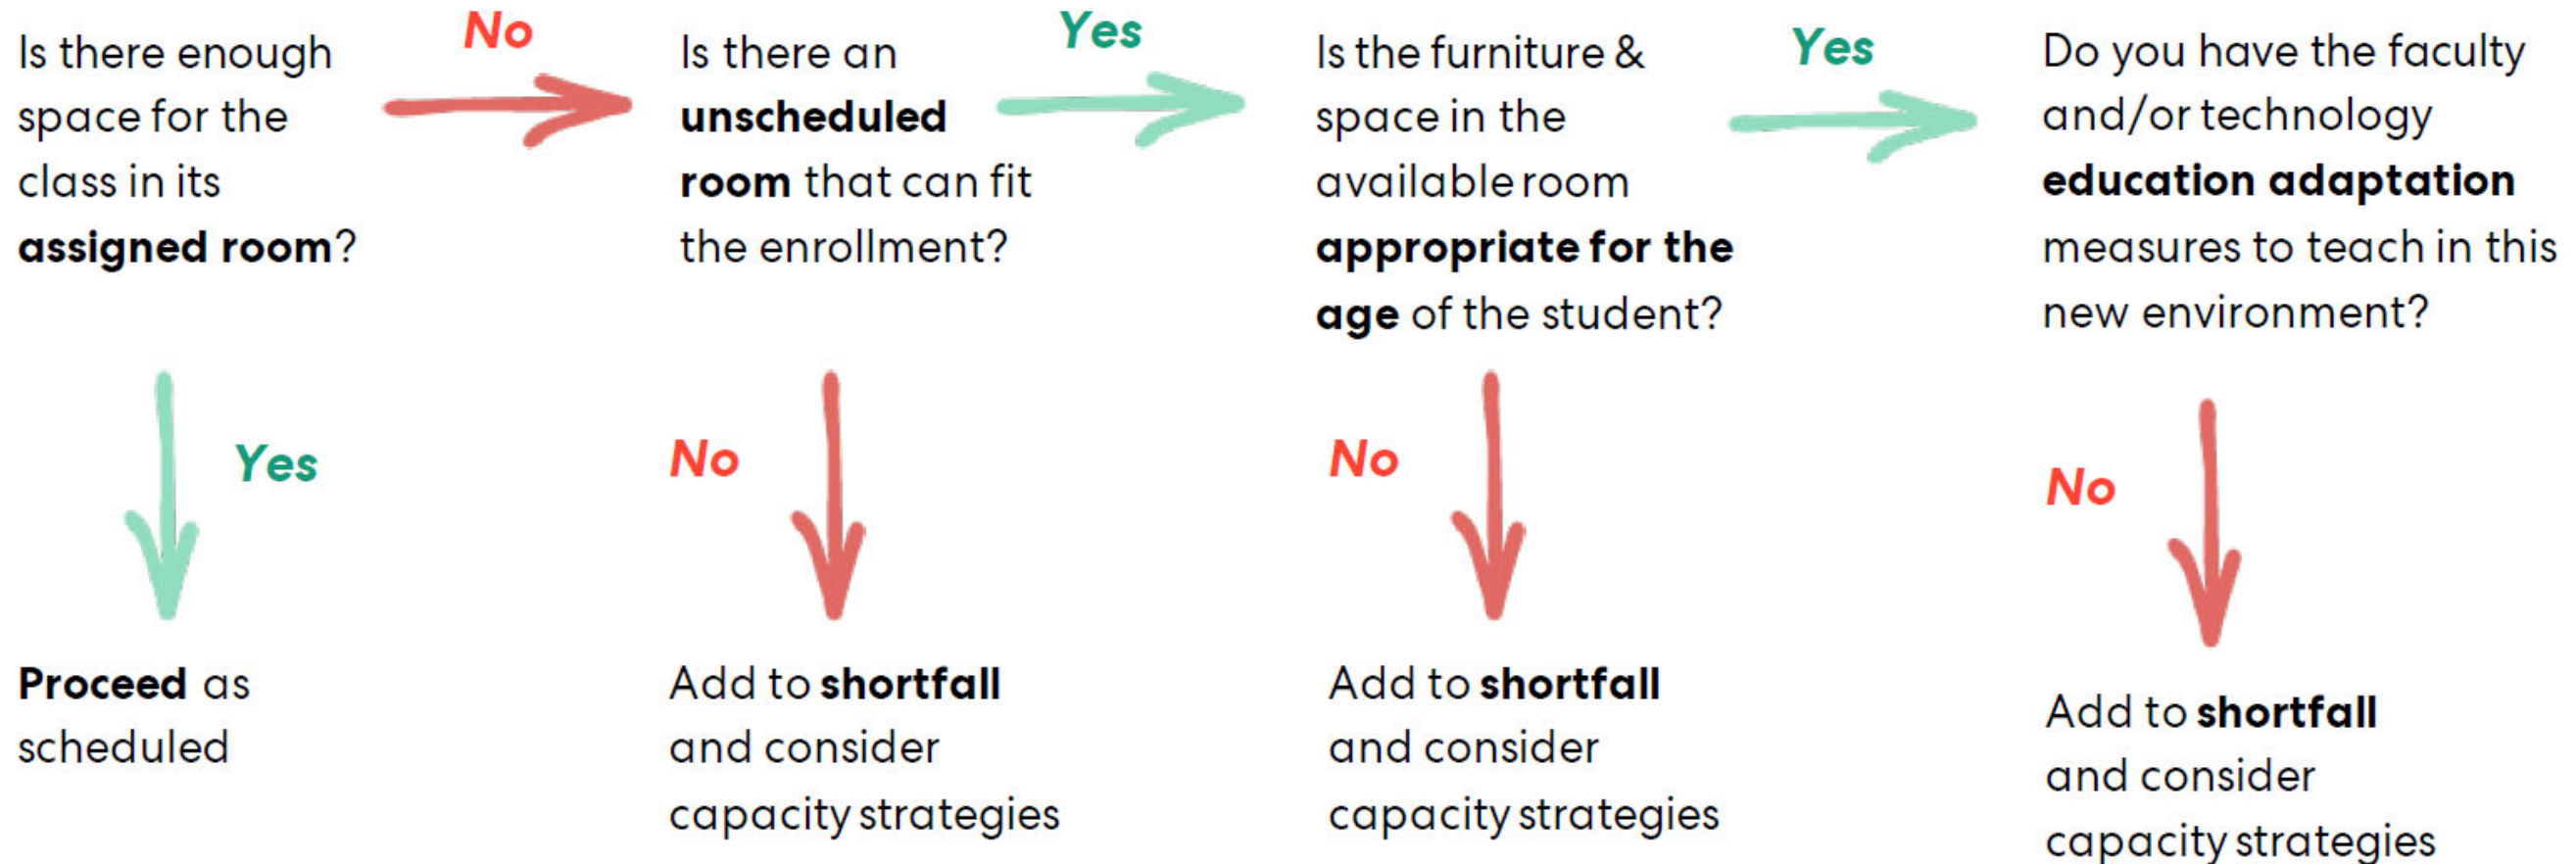 Is there enough
space for the
class in its
assigned room?
No
Is there an
unscheduled
room that can fit
the enrollment?
Yes
Is the furniture &
space in the
available room
appropriate for the
age of the student?
Yes
Do you have the faculty
and/or technology
education adaptation
measures to teach in this
new environment?
Yes
No
No
No
Proceed as
scheduled
Add to shortfall
and consider
capacity strategies
Add to shortfall
and consider
capacity strategies
Add to shortfall
and consider
capacity strategies